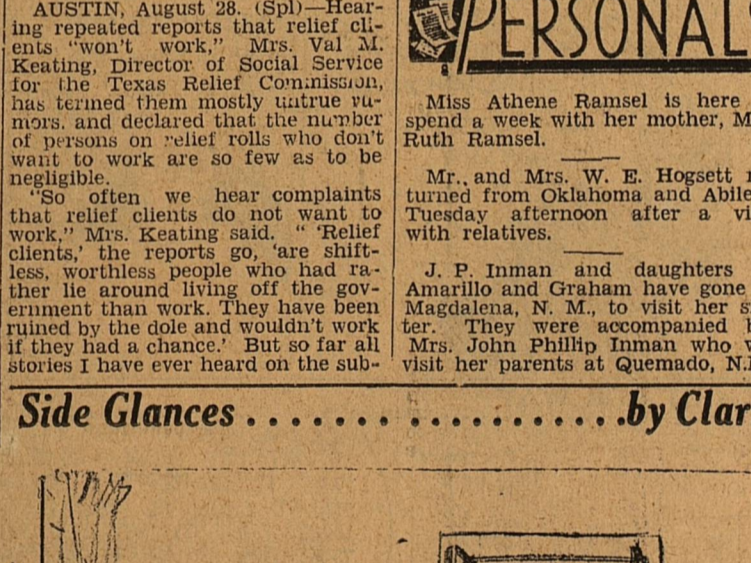 AUSTIN, August 28. (Spl)—Hear-
ing repeated reports that relief cli-
ents "won't work," Mrs. Val M.
Keating, Director of Social Service
for the Texas Relief Commission,
has termed them mostly untrue ru-
mors. and declared that the number
of persons on relief rolls who don't
want to work are so few as to be
negligible.
"So often we hear complaints
that relief clients do not want to
work," Mrs. Keating said. " 'Relief
clients,' the reports go, 'are shift-
less, worthless people who had ra-
ther lie around living off the gov-
ernment than work. They have been
ruined by the dole and wouldn't work
if they had a chance.' But so far all
stories I have ever heard on the sub-
PERSONAL
Miss Athene Ramsel is here
spend a week with her mother, M
Ruth Ramsel.
Mr., and Mrs. W. E. Hogsett
turned from Oklahoma and Abile
Tuesday afternoon after a vi
with relatives.
J. P. Inman and daughters
Amarillo and Graham have gone
Magdalena, N. M., to visit her s
ter. They were accompanied
Mrs. John Phillip Inman who
visit her parents at Quemado, N.
Side Glances . . . . . . . . . . . . . . . . . . . . by Clar